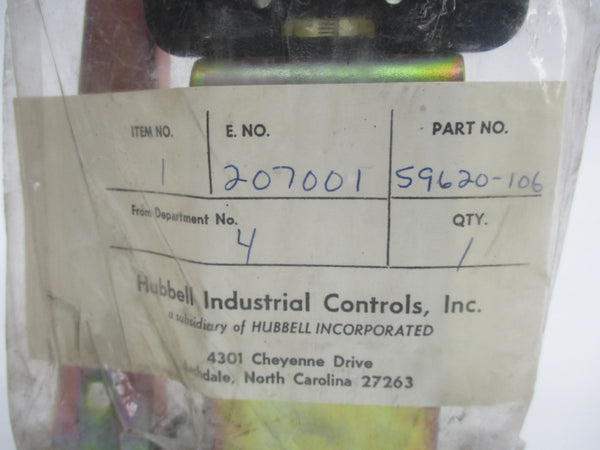 ITEM NO. E. NO. PART NO.
1 207001 59620-106
From Department No. QTY.
4 1
Hubbell Industrial Controls, Inc.
a subsidiary of HUBBELL INCORPORATED
4301 Cheyenne Drive
North Carolina 27263